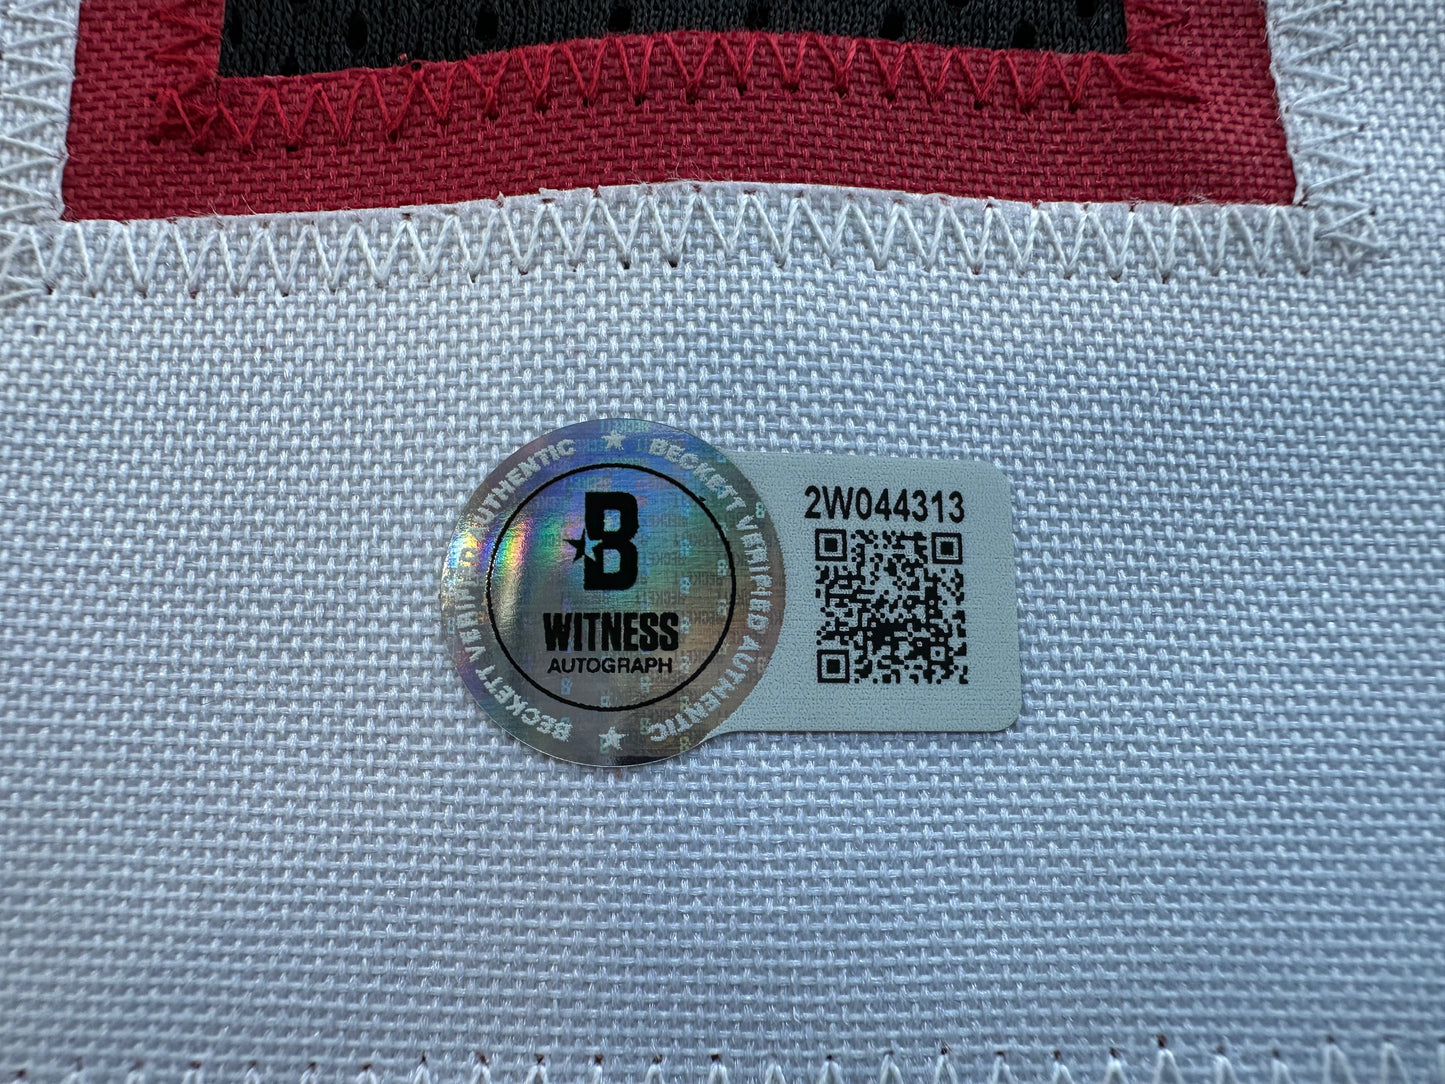 BECKETT VERIFIED AUTHENTIC ★ BECKETT VERIFIED AUTHENTIC ★
B
WITNESS
AUTOGRAPH
2W044313